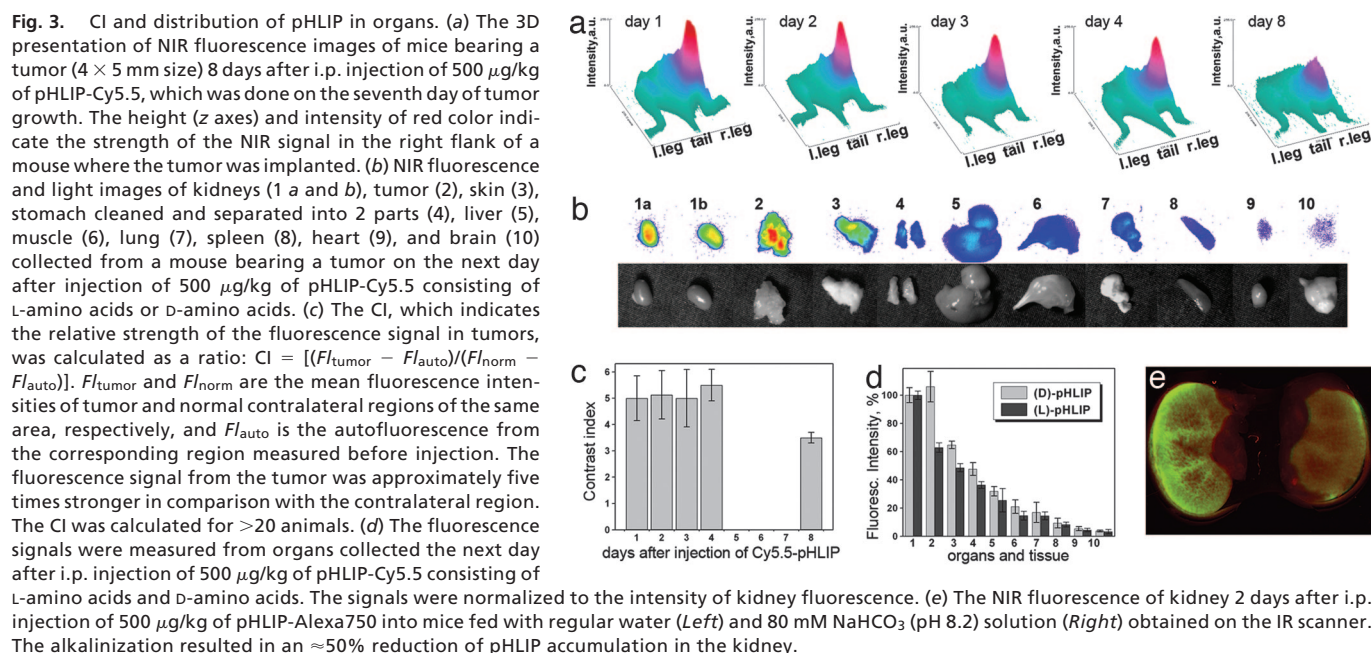 Fig. 3. CI and distribution of pHLIP in organs. (a) The 3D
presentation of NIR fluorescence images of mice bearing a
tumor (4 × 5 mm size) 8 days after i.p. injection of 500 μg/kg
of pHLIP-Cy5.5, which was done on the seventh day of tumor
growth. The height (z axes) and intensity of red color indi-
cate the strength of the NIR signal in the right flank of a
mouse where the tumor was implanted. (b) NIR fluorescence
and light images of kidneys (1 a and b), tumor (2), skin (3),
stomach cleaned and separated into 2 parts (4), liver (5),
muscle (6), lung (7), spleen (8), heart (9), and brain (10)
collected from a mouse bearing a tumor on the next day
after injection of 500 μg/kg of pHLIP-Cy5.5 consisting of
L-amino acids or D-amino acids. (c) The CI, which indicates
the relative strength of the fluorescence signal in tumors,
was calculated as a ratio: CI = [(Fltumor − Flauto)/(Flnorm −
Flauto)]. Fltumor and Flnorm are the mean fluorescence inten-
sities of tumor and normal contralateral regions of the same
area, respectively, and Flauto is the autofluorescence from
the corresponding region measured before injection. The
fluorescence signal from the tumor was approximately five
times stronger in comparison with the contralateral region.
The CI was calculated for >20 animals. (d) The fluorescence
signals were measured from organs collected the next day
after i.p. injection of 500 μg/kg of pHLIP-Cy5.5 consisting of
L-amino acids and D-amino acids. The signals were normalized to the intensity of kidney fluorescence. (e) The NIR fluorescence of kidney 2 days after i.p.
injection of 500 μg/kg of pHLIP-Alexa750 into mice fed with regular water (Left) and 80 mM NaHCO3 (pH 8.2) solution (Right) obtained on the IR scanner.
The alkalinization resulted in an ≈50% reduction of pHLIP accumulation in the kidney.
a
day 1 day 2 day 3 day 4 day 8
Intensity,a.u. Intensity,a.u. Intensity,a.u. Intensity,a.u. Intensity,a.u.
l.leg tail r.leg l.leg tail r.leg l.leg tail r.leg l.leg tail r.leg l.leg tail r.leg
b
1a 1b 2 3 4 5 6 7 8 9 10
c
Contrast index
6
5
4
3
2
1
0
1 2 3 4 5 6 7 8
days after injection of Cy5.5-pHLIP
d
(D)-pHLIP
(L)-pHLIP
Fluoresc. Intensity, %
100
80
60
40
20
0
1 2 3 4 5 6 7 8 9 10
organs and tissue
e